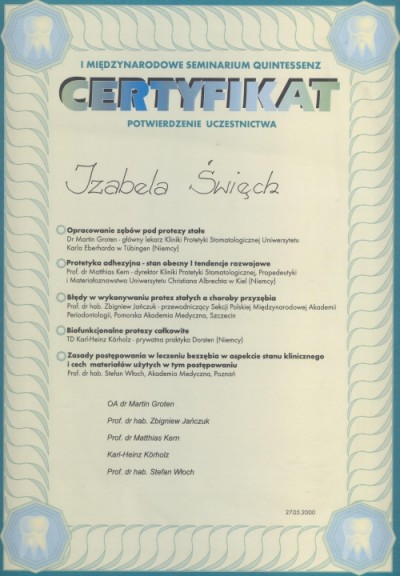 I MIĘDZYNARODOWE SEMINARIUM QUINTESSENZ
CERTYFIKAT
POTWIERDZENIE UCZESTNICTWA
Izabela Święch
Opracowanie zębów pod protezy stałe
Dr Martin Groten - główny lekarz Kliniki Protetyki Stomatologicznej Uniwersytetu
Karla Eberharda w Tübingen (Niemcy)
Protetyka adhezyjna - stan obecny i tendencje rozwojowe
Prof. dr Matthias Kern - dyrektor Kliniki Protetyki Stomatologicznej, Propedeutyki
i Materiałoznawstwa Uniwersytetu Christiana Albrechta w Kiel (Niemcy)
Błędy w wykonywaniu protez stałych a choroby przyzębia
Prof. dr hab. Zbigniew Jańczuk - przewodniczący Sekcji Polskiej Międzynarodowej Akademii
Periodontologii, Pomorska Akademia Medyczna, Szczecin
Biofunkcjonalne protezy całkowite
TD Karl-Heinz Körholz - prywatna praktyka Dorsten (Niemcy)
Zasady postępowania w leczeniu bezzębia w aspekcie stanu klinicznego
i cech materiałów użytych w tym postępowaniu
Prof. dr hab. Stefan Włoch, Akademia Medyczna, Poznań
OA dr Martin Groten
Prof. dr hab. Zbigniew Jańczuk
Prof. dr Matthias Kern
Karl-Heinz Körholz
Prof. dr hab. Stefan Włoch
27.05.2000